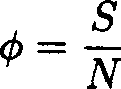 ϕ = S/N